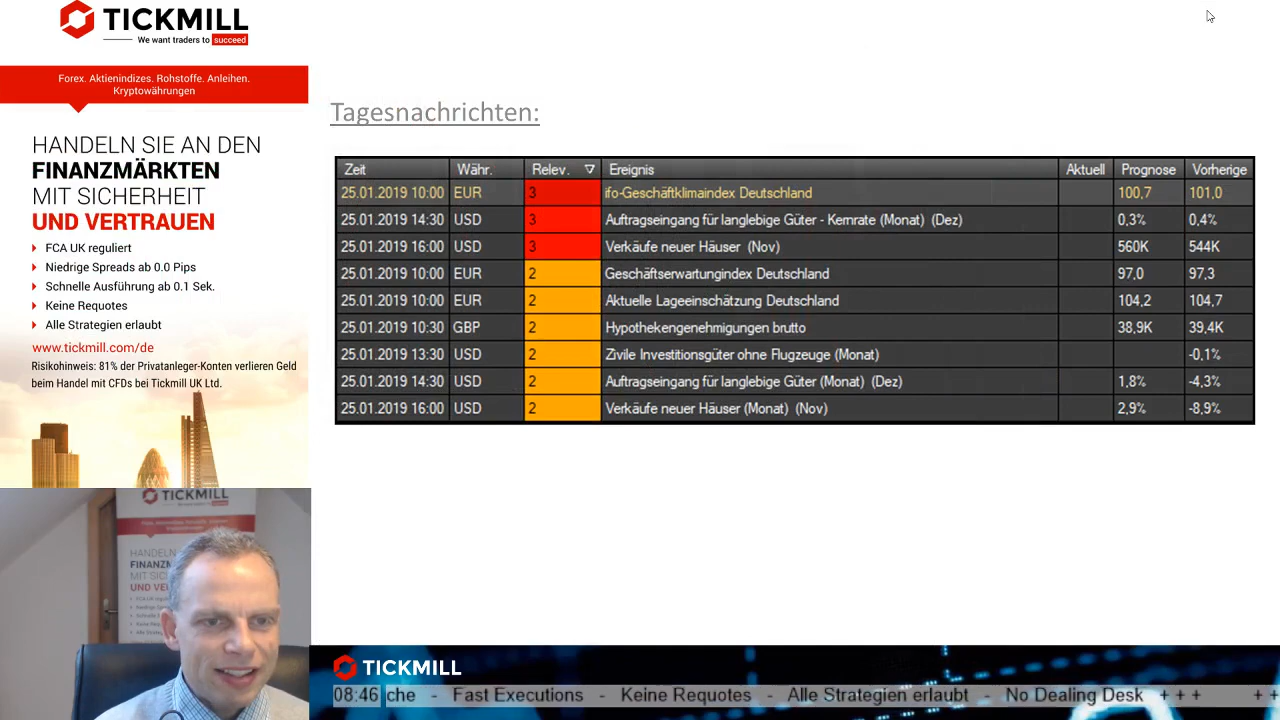 TICKMILL
We want traders to succeed
Forex. Aktienindizes. Rohstoffe. Anleihen.
Kryptowährungen
HANDELN SIE AN DEN
FINANZMÄRKTEN
MIT SICHERHEIT
UND VERTRAUEN
FCA UK reguliert
Niedrige Spreads ab 0.0 Pips
Schnelle Ausführung ab 0.1 Sek.
Keine Requotes
Alle Strategien erlaubt
www.tickmill.com/de
Risikohinweis: 81% der Privatanleger-Konten verlieren Geld
beim Handel mit CFDs bei Tickmill UK Ltd.
Tagesnachrichten:
Zeit Währ. Relev. Ereignis Aktuell Prognose Vorherige
25.01.2019 10:00 EUR 3 ifo-Geschäftklimaindex Deutschland 100,7 101,0
25.01.2019 14:30 USD 3 Auftragseingang für langlebige Güter - Kernrate (Monat) (Dez) 0,3% 0,4%
25.01.2019 16:00 USD 3 Verkäufe neuer Häuser (Nov) 560K 544K
25.01.2019 10:00 EUR 2 Geschäftserwartungindex Deutschland 97,0 97,3
25.01.2019 10:00 EUR 2 Aktuelle Lageeinschätzung Deutschland 104,2 104,7
25.01.2019 10:30 GBP 2 Hypothekengenehmigungen brutto 38,9K 39,4K
25.01.2019 13:30 USD 2 Zivile Investitionsgüter ohne Flugzeuge (Monat) -0,1%
25.01.2019 14:30 USD 2 Auftragseingang für langlebige Güter (Monat) (Dez) 1,8% -4,3%
25.01.2019 16:00 USD 2 Verkäufe neuer Häuser (Monat) (Nov) 2,9% -8,9%
TICKMILL
HANDELN
FINANZ
MIT SIC
UND VE
TICKMILL
08:46 che - Fast Executions - Keine Requotes - Alle Strategien erlaubt - No Dealing Desk + + + + +